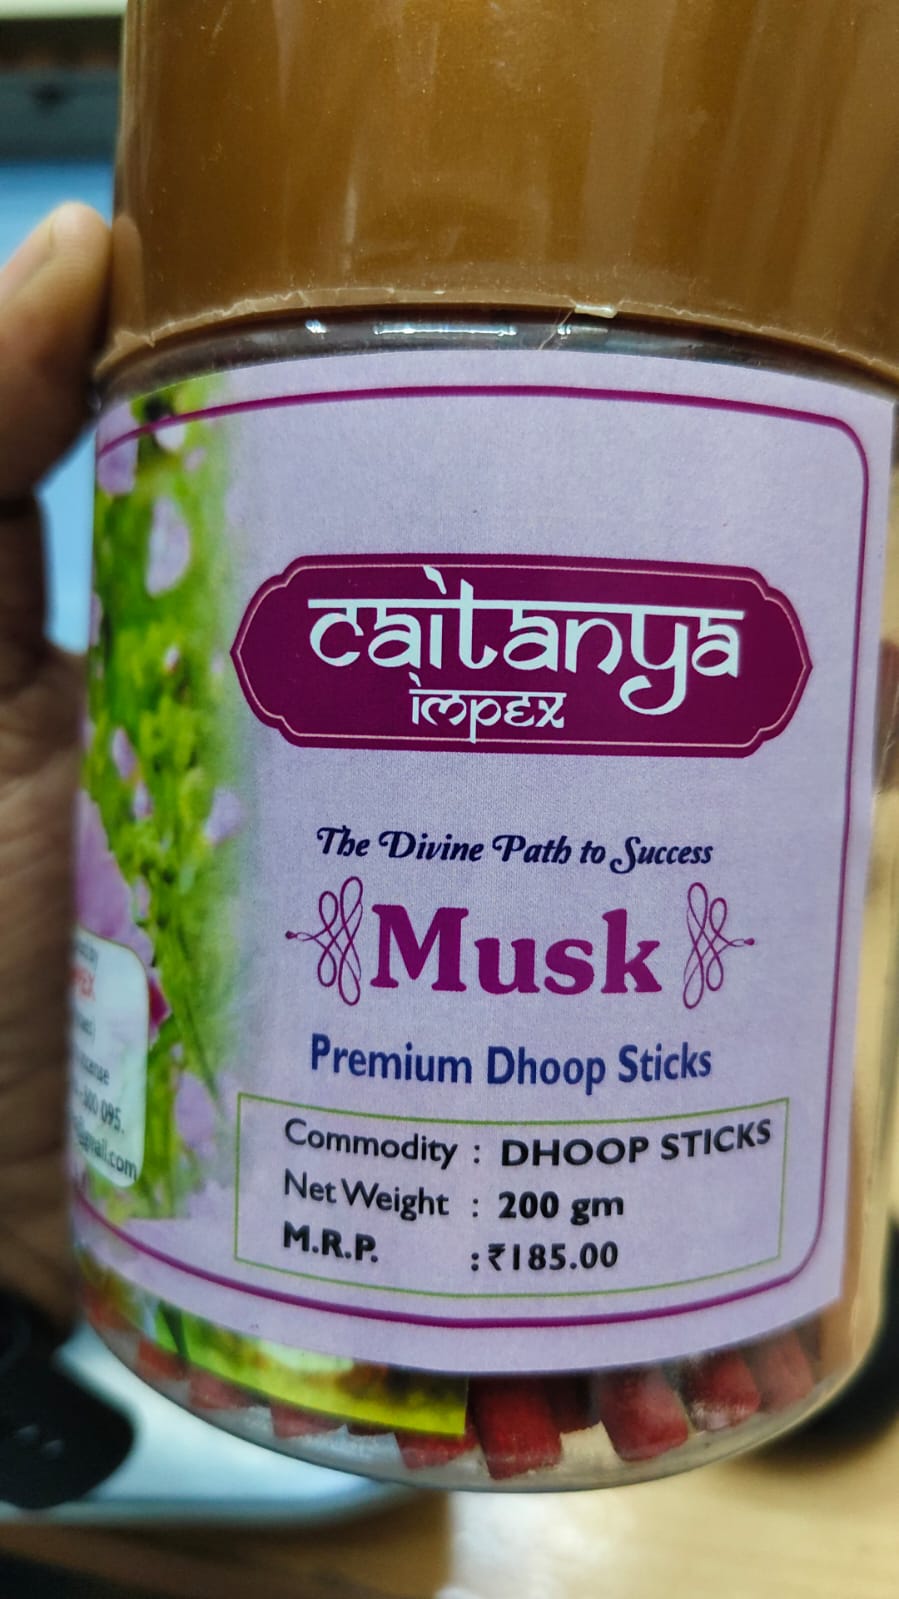 caitanya
impex
The Divine Path to Success
Musk
Premium Dhoop Sticks
Commodity : DHOOP STICKS
Net Weight : 200 gm
M.R.P. : ₹185.00
095.